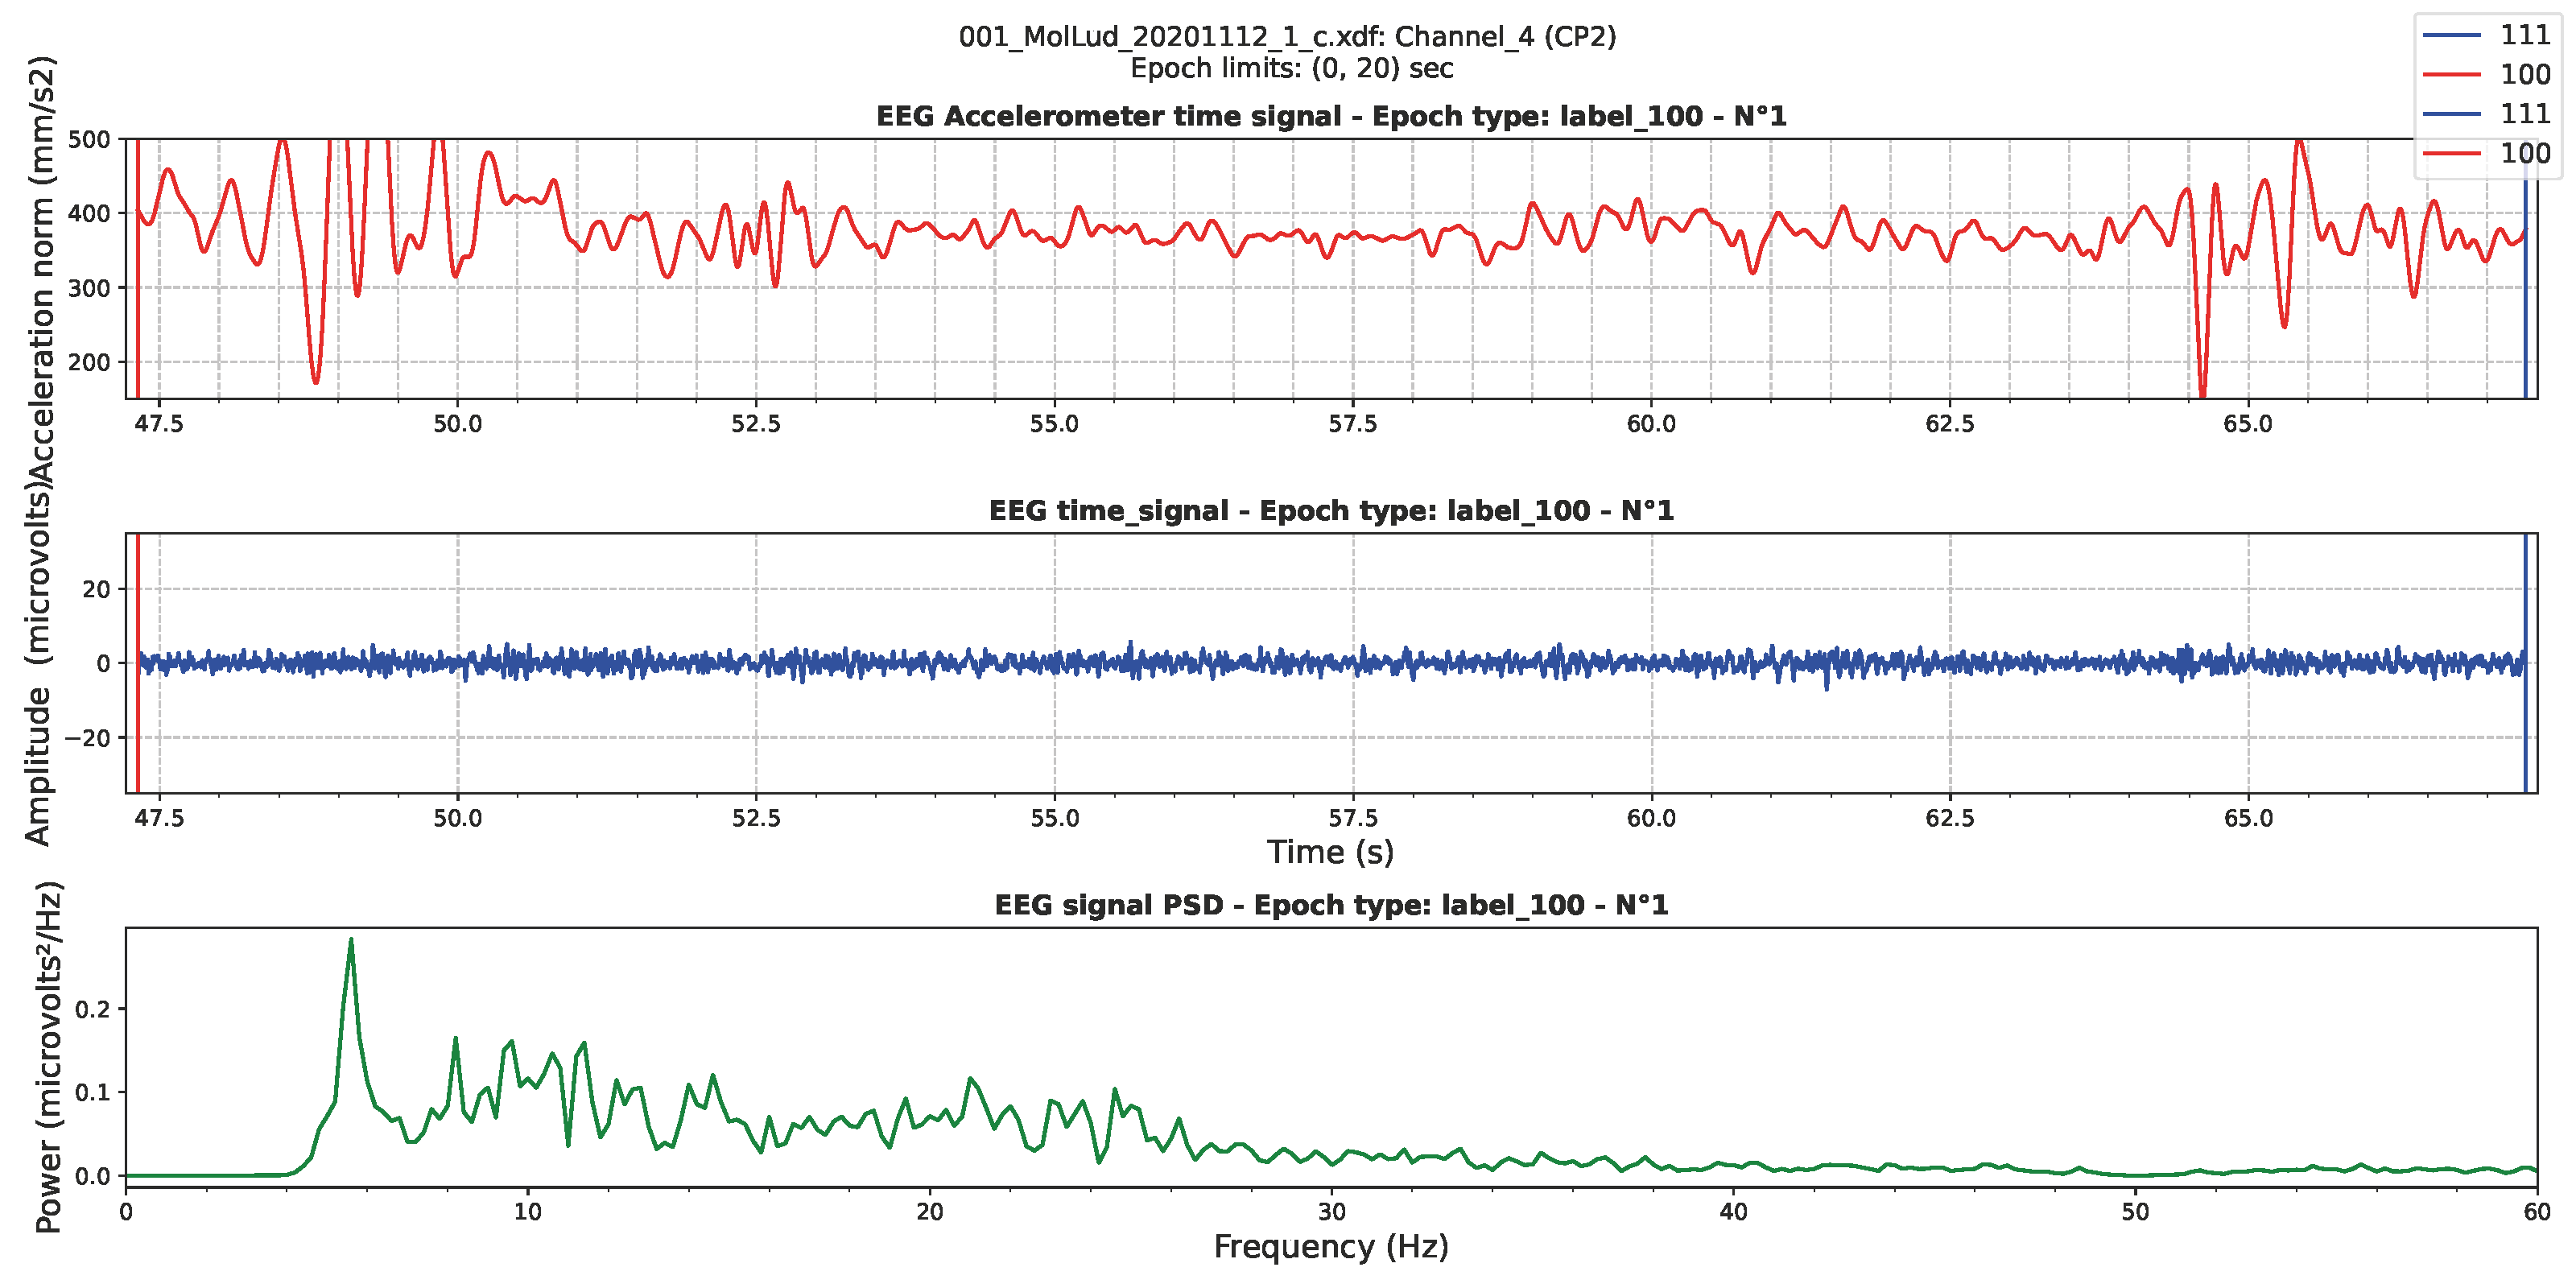 001_MolLud_20201112_1_c.xdf: Channel_4 (CP2)
Epoch limits: (0, 20) sec
111
100
111
100
EEG Accelerometer time signal - Epoch type: label_100 - N°1
Acceleration norm (mm/s2)
500
400
300
200
47.5 50.0 52.5 55.0 57.5 60.0 62.5 65.0
EEG time_signal - Epoch type: label_100 - N°1
Amplitude (microvolts)
20
0
−20
47.5 50.0 52.5 55.0 57.5 60.0 62.5 65.0
Time (s)
EEG signal PSD - Epoch type: label_100 - N°1
Power (microvolts²/Hz)
0.2
0.1
0.0
0 10 20 30 40 50 60
Frequency (Hz)